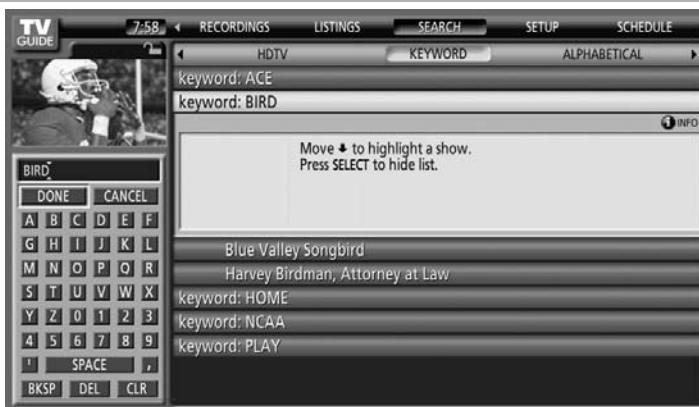 TV GUIDE 7:58 RECORDINGS LISTINGS SEARCH SETUP SCHEDULE
HDTV KEYWORD ALPHABETICAL
keyword: ACE
keyword: BIRD
i INFO
Move ↓ to highlight a show.
Press SELECT to hide list.
Blue Valley Songbird
Harvey Birdman, Attorney at Law
keyword: HOME
keyword: NCAA
keyword: PLAY
BIRD
DONE CANCEL
A B C D E F
G H I J K L
M N O P Q R
S T U V W X
Y Z 0 1 2 3
4 5 6 7 8 9
' SPACE ,
BKSP DEL CLR